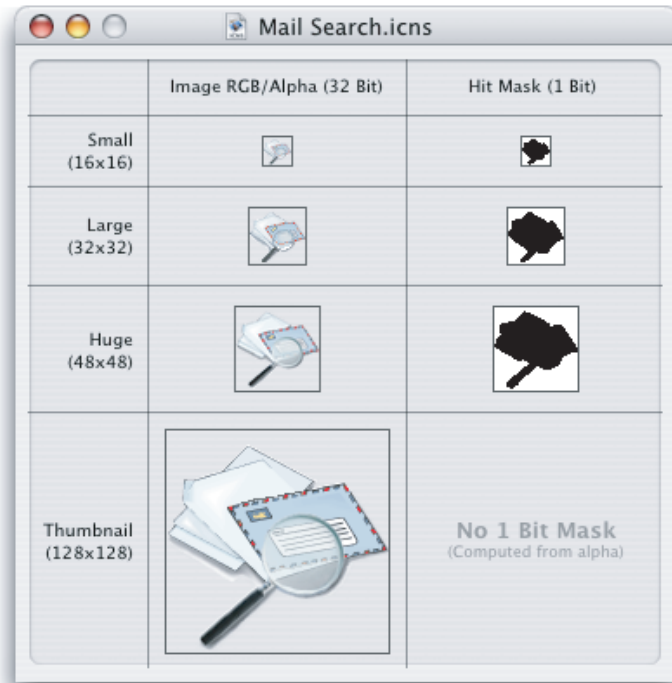 Mail Search.icns
Image RGB/Alpha (32 Bit)
Hit Mask (1 Bit)
Small
(16x16)
Large
(32x32)
Huge
(48x48)
Thumbnail
(128x128)
No 1 Bit Mask
(Computed from alpha)